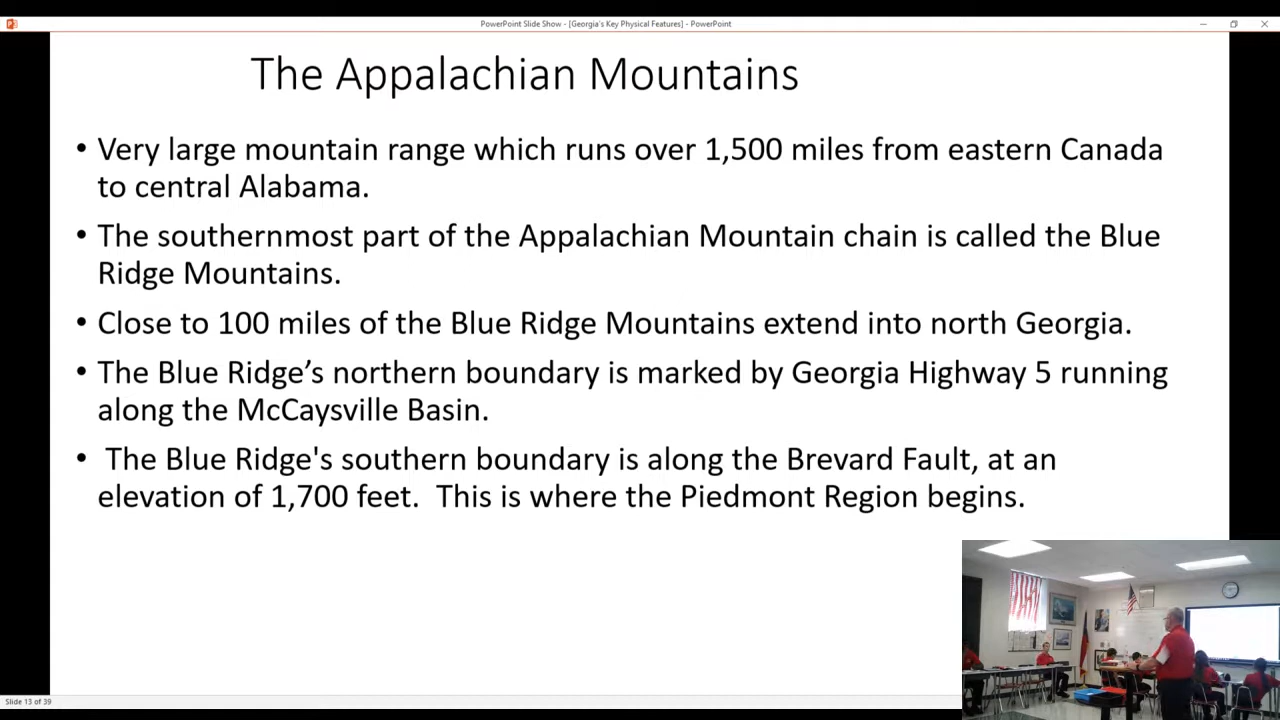 PowerPoint Slide Show - [Georgia's Key Physical Features] - PowerPoint
The Appalachian Mountains
• Very large mountain range which runs over 1,500 miles from eastern Canada
to central Alabama.
• The southernmost part of the Appalachian Mountain chain is called the Blue
Ridge Mountains.
• Close to 100 miles of the Blue Ridge Mountains extend into north Georgia.
• The Blue Ridge’s northern boundary is marked by Georgia Highway 5 running
along the McCaysville Basin.
• The Blue Ridge's southern boundary is along the Brevard Fault, at an
elevation of 1,700 feet.  This is where the Piedmont Region begins.
Slide 13 of 39